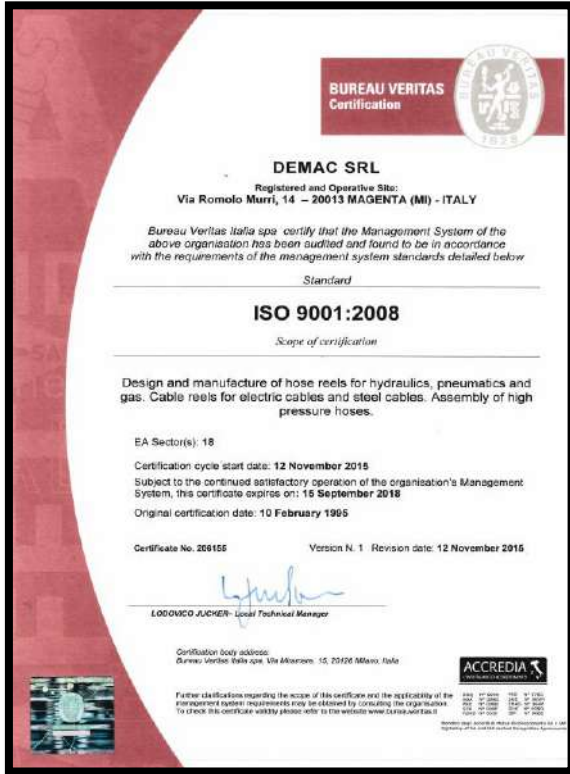 BUREAU VERITAS
Certification
BUREAU VERITAS
1828
DEMAC SRL
Registered and Operative Site:
Via Romolo Murri, 14 – 20013 MAGENTA (MI) - ITALY
Bureau Veritas Italia spa certify that the Management System of the
above organisation has been audited and found to be in accordance
with the requirements of the management system standards detailed below
Standard
ISO 9001:2008
Scope of certification
Design and manufacture of hose reels for hydraulics, pneumatics and
gas. Cable reels for electric cables and steel cables. Assembly of high
pressure hoses.
EA Sector(s): 18
Certification cycle start date: 12 November 2015
Subject to the continued satisfactory operation of the organisation's Management
System, this certificate expires on: 15 September 2018
Original certification date: 10 February 1995
Certificate No. 206155
Version N. 1 Revision date: 12 November 2015
LODOVICO JUCKER– Local Technical Manager
Certification body address:
Bureau Veritas Italia spa, Via Miramare, 15, 20126 Milano, Italia
ACCREDIA
Further clarifications regarding the scope of this certificate and the applicability of the
management system requirements may be obtained by consulting the organisation.
To check this certificate validity please refer to the website www.bureauveritas.it